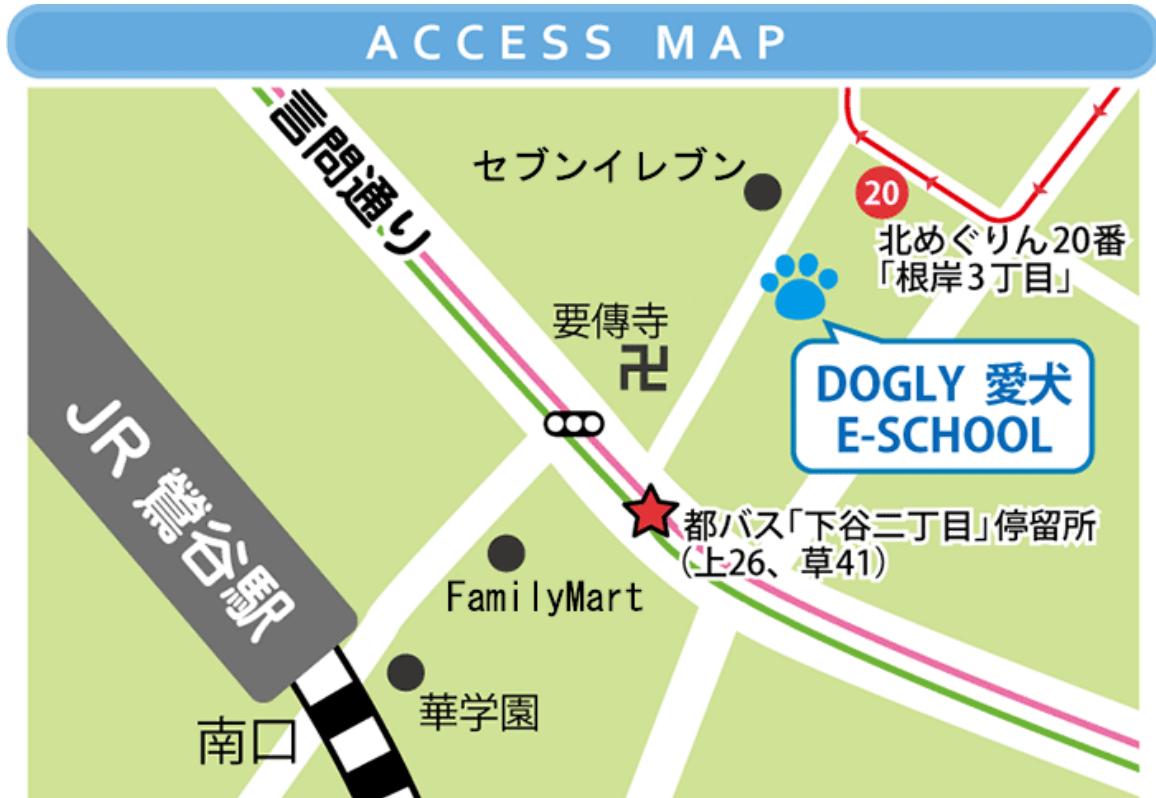 ACCESS MAP
言問通り
セブンイレブン
20
北めぐりん20番
「根岸3丁目」
要傳寺
卍
DOGLY 愛犬
E-SCHOOL
JR 鶯谷駅
都バス「下谷二丁目」停留所
(上26、草41)
FamilyMart
華学園
南口